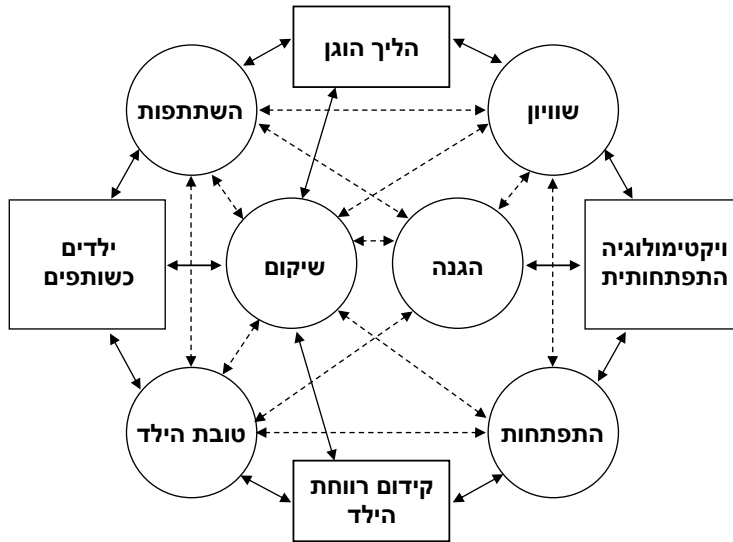 הליך הוגן
שוויון
השתתפות
ויקטימולוגיה
התפתחותית
הגנה
שיקום
ילדים
כשותפים
התפתחות
טובת הילד
קידום רווחת
הילד